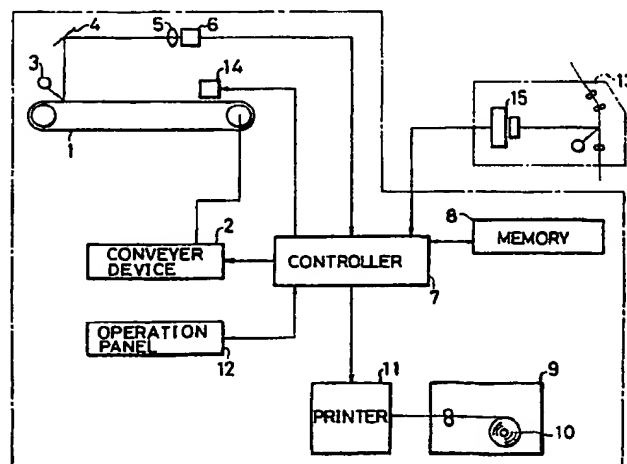 4
5
6
3
14
13
15
1
2
8
CONVEYER
DEVICE
CONTROLLER
MEMORY
7
OPERATION
PANEL
12
11
9
PRINTER
10